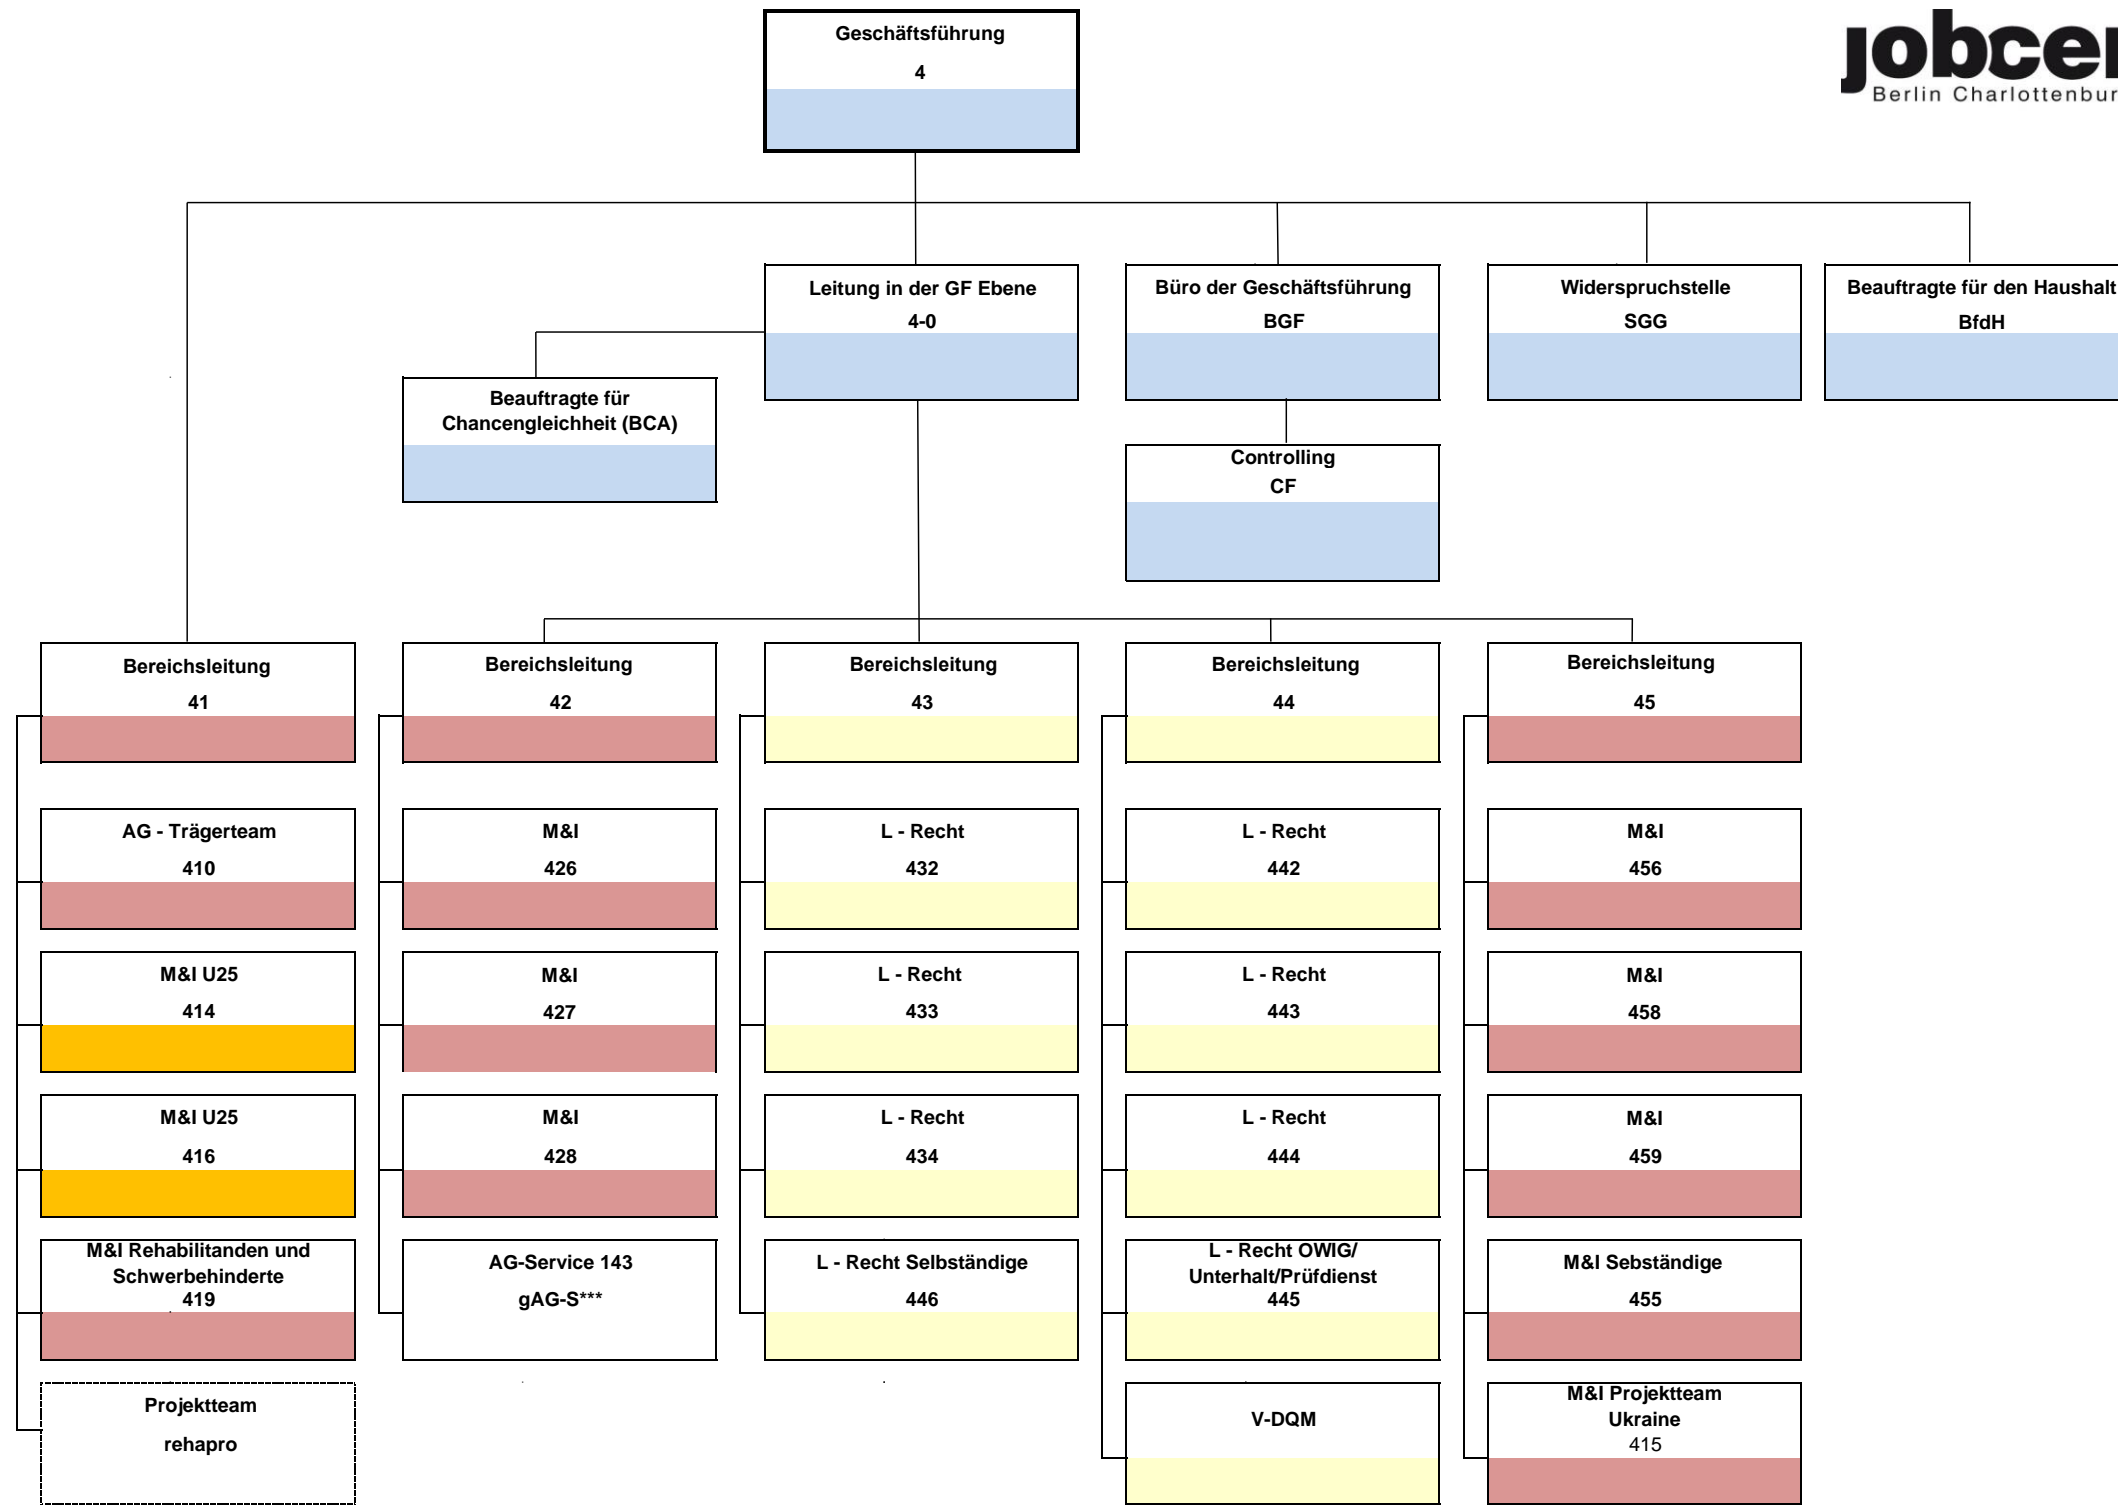 Geschäftsführung
4
Berlin Charlottenbur
Leitung in der GF Ebene
4-0
Büro der Geschäftsführung
BGF
Widerspruchstelle
SGG
Beauftragte für den Haushalt
BfdH
Beauftragte für
Chancengleichheit (BCA)
Controlling
CF
Bereichsleitung
41
Bereichsleitung
42
Bereichsleitung
43
Bereichsleitung
44
Bereichsleitung
45
AG - Trägerteam
410
M&I
426
L - Recht
432
L - Recht
442
M&I
456
M&I U25
414
M&I
427
L - Recht
433
L - Recht
443
M&I
458
M&I U25
416
M&I
428
L - Recht
434
L - Recht
444
M&I
459
M&I Rehabilitanden und
Schwerbehinderte
419
AG-Service 143
gAG-S***
L - Recht Selbständige
446
L - Recht OWIG/
Unterhalt/Prüfdienst
445
M&I Sebständige
455
Projektteam
rehapro
V-DQM
M&I Projektteam
Ukraine
415